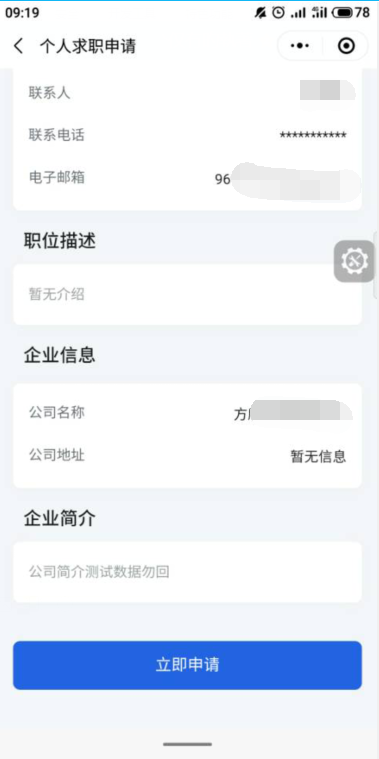 09:19
4G
78
个人求职申请
联系人
联系电话
***********
电子邮箱
96
职位描述
暂无介绍
企业信息
公司名称
方
公司地址
暂无信息
企业简介
公司简介测试数据勿回
立即申请